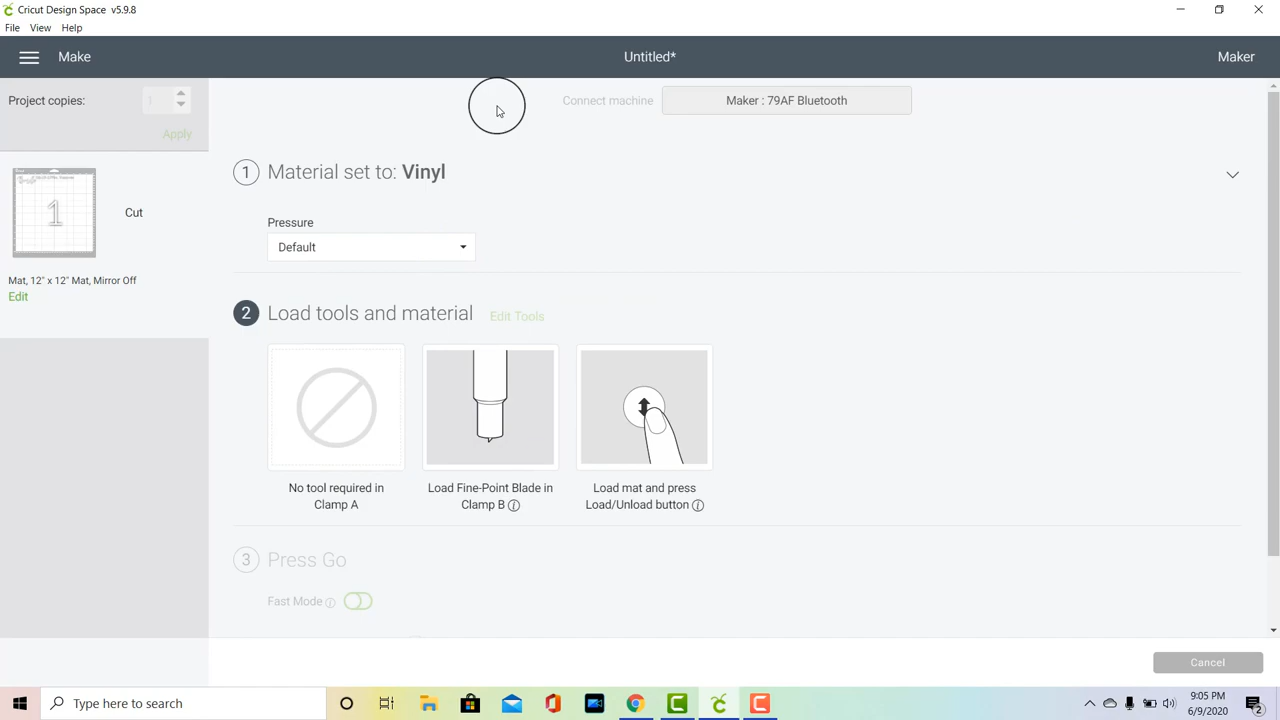 Cricut Design Space v5.9.8
File View Help
Make
Untitled*
Maker
Project copies:
1
Apply
Connect machine
Maker : 79AF Bluetooth
1
Cut
Mat, 12" x 12" Mat, Mirror Off
Edit
1 Material set to: Vinyl
Pressure
Default
2 Load tools and material Edit Tools
No tool required in
Clamp A
Load Fine-Point Blade in
Clamp B
Load mat and press
Load/Unload button
3 Press Go
Fast Mode
Cancel
Type here to search
9:05 PM
6/9/2020
2